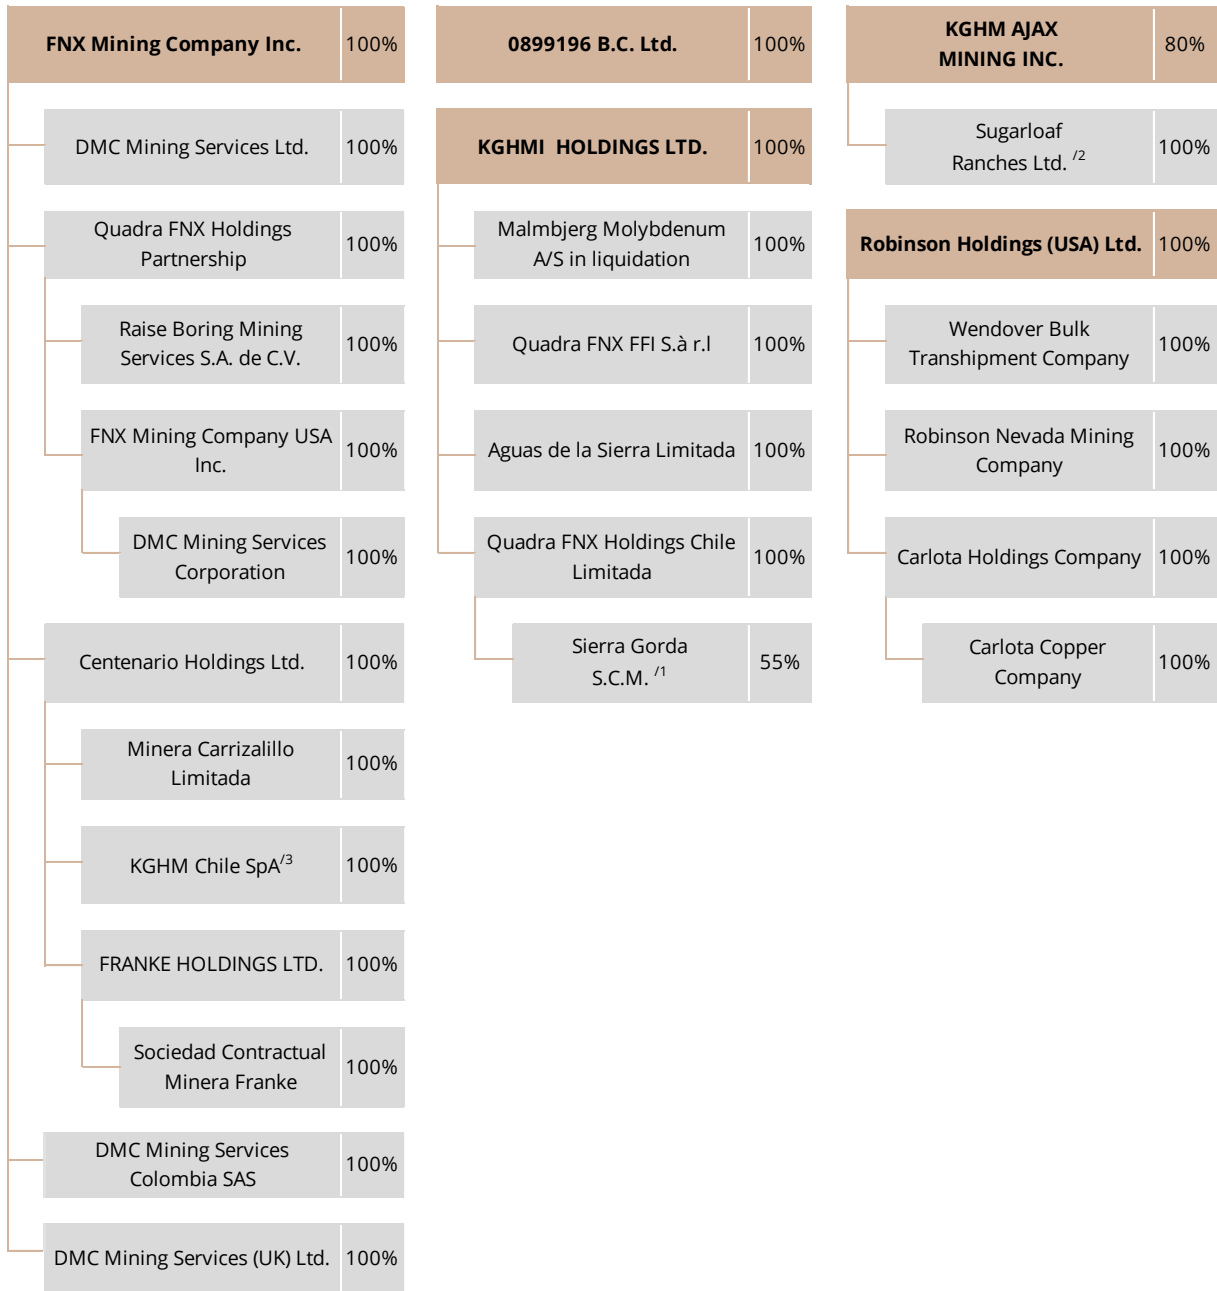 FNX Mining Company Inc.
100%
DMC Mining Services Ltd.
100%
Quadra FNX Holdings
Partnership
100%
Raise Boring Mining
Services S.A. de C.V.
100%
FNX Mining Company USA
Inc.
100%
DMC Mining Services
Corporation
100%
Centenario Holdings Ltd.
100%
Minera Carrizalillo
Limitada
100%
KGHM Chile SpA/3
100%
FRANKE HOLDINGS LTD.
100%
Sociedad Contractual
Minera Franke
100%
DMC Mining Services
Colombia SAS
100%
DMC Mining Services (UK) Ltd.
100%
0899196 B.C. Ltd.
100%
KGHMI HOLDINGS LTD.
100%
Malmbjerg Molybdenum
A/S in liquidation
100%
Quadra FNX FFI S.à r.l
100%
Aguas de la Sierra Limitada
100%
Quadra FNX Holdings Chile
Limitada
100%
Sierra Gorda
S.C.M. /1
55%
KGHM AJAX
MINING INC.
80%
Sugarloaf
Ranches Ltd. /2
100%
Robinson Holdings (USA) Ltd.
100%
Wendover Bulk
Transhipment Company
100%
Robinson Nevada Mining
Company
100%
Carlota Holdings Company
100%
Carlota Copper
Company
100%